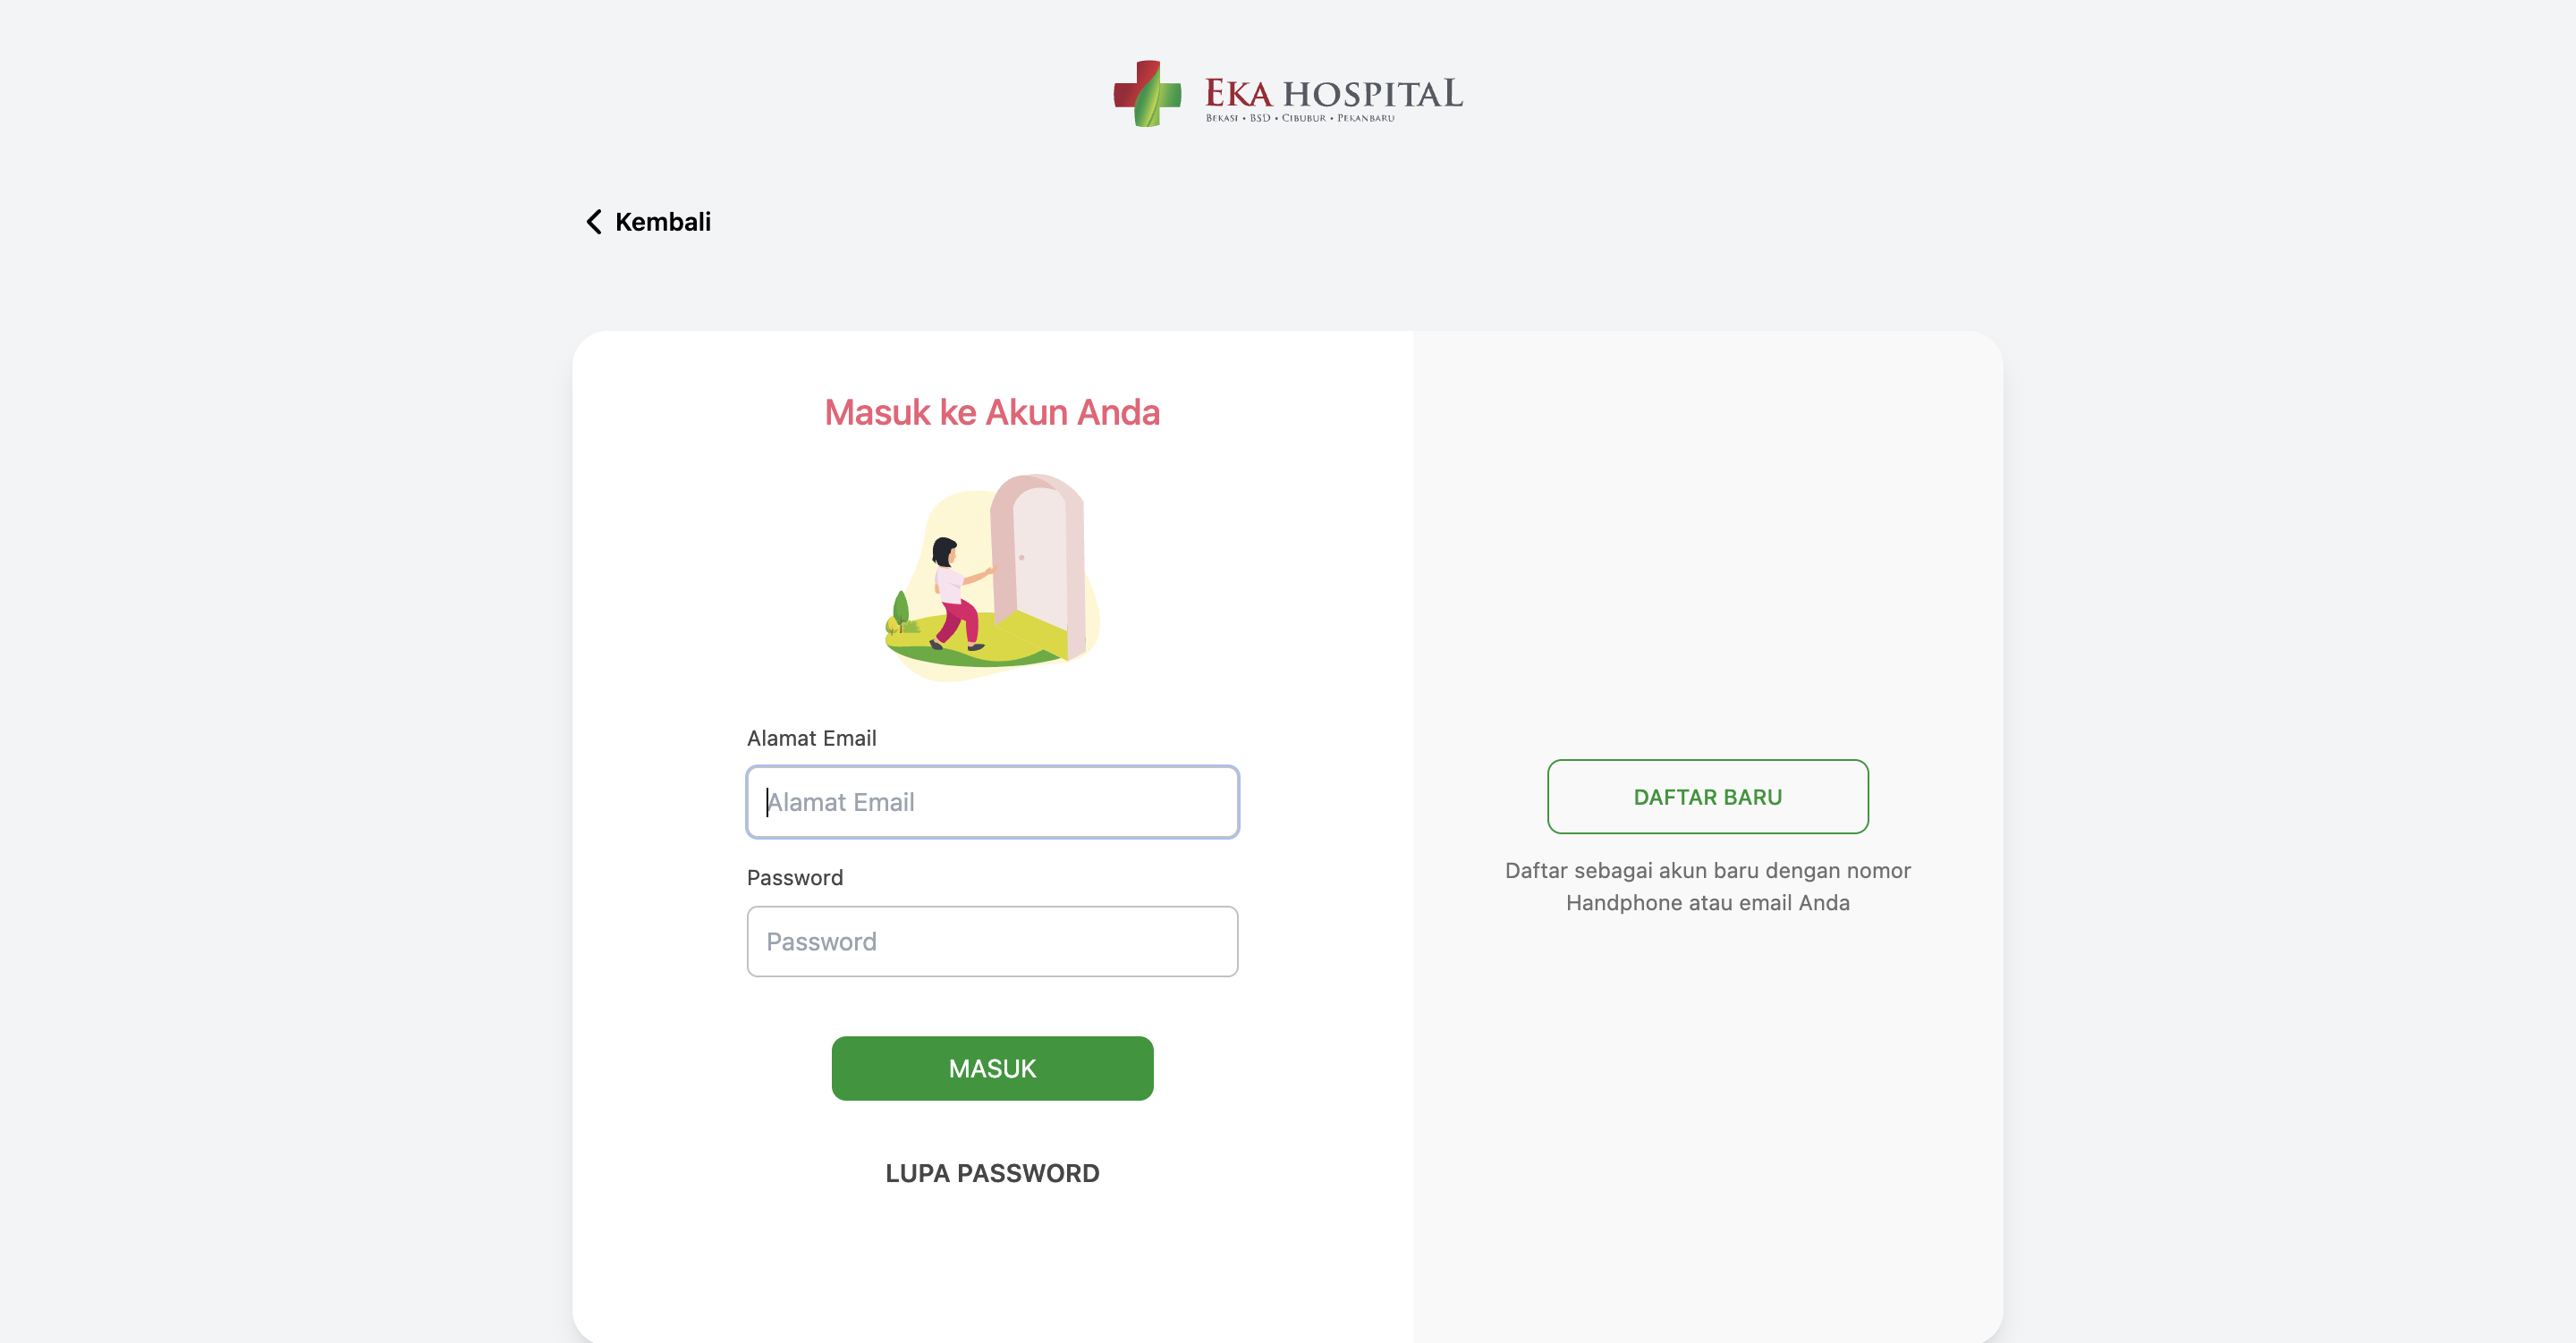 EKA HOSPITAL
BEKASI • BSD • CIBUBUR • PEKANBARU
Kembali
Masuk ke Akun Anda
Alamat Email
Alamat Email
Password
Password
MASUK
LUPA PASSWORD
DAFTAR BARU
Daftar sebagai akun baru dengan nomor
Handphone atau email Anda